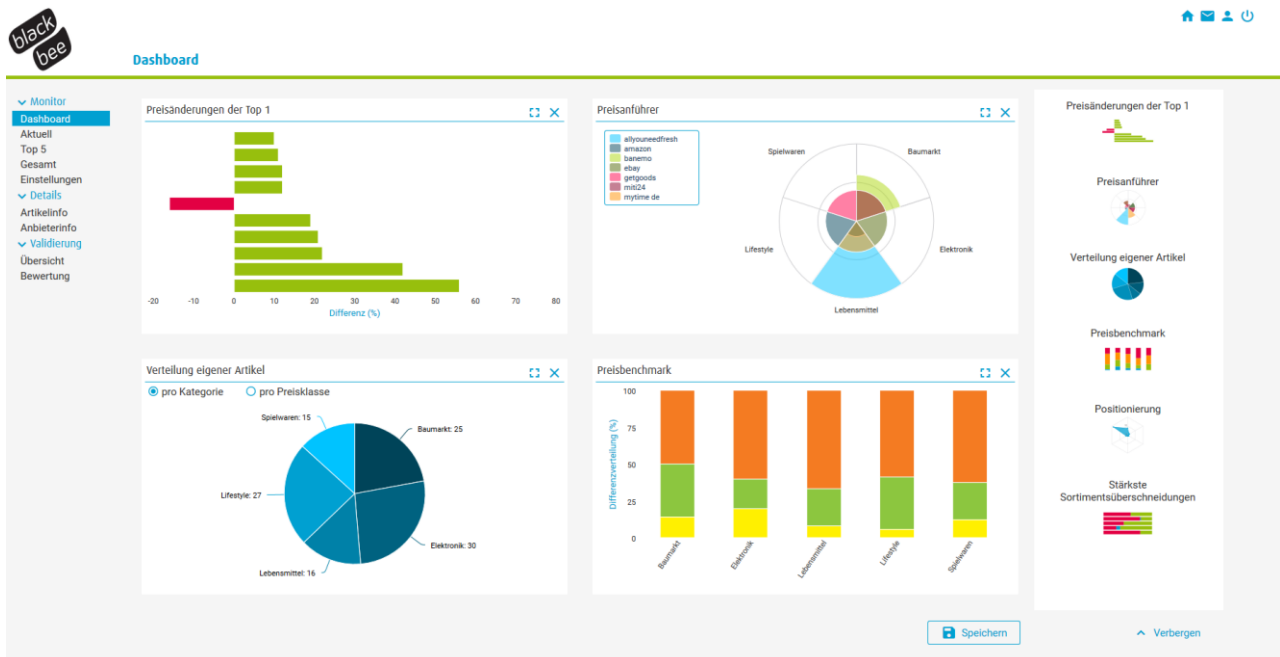 black
bee
Dashboard
Monitor
Dashboard
Aktuell
Top 5
Gesamt
Einstellungen
Details
Artikelinfo
Anbieterinfo
Validierung
Übersicht
Bewertung
Preisänderungen der Top 1
-20 -10 0 10 20 30 40 50 60 70 80
Differenz (%)
Preisanführer
allyouneedfresh
amazon
banemo
ebay
getgoods
miti24
mytime de
Spielwaren
Baumarkt
Lifestyle
Elektronik
Lebensmittel
Verteilung eigener Artikel
pro Kategorie pro Preisklasse
Spielwaren: 15
Baumarkt: 25
Lifestyle: 27
Elektronik: 30
Lebensmittel: 16
Preisbenchmark
Differenzverteilung (%)
100
75
50
25
0
Baumarkt
Elektronik
Lebensmittel
Lifestyle
Spielwaren
Preisänderungen der Top 1
Preisanführer
Verteilung eigener Artikel
Preisbenchmark
Positionierung
Stärkste
Sortimentsüberschneidungen
Speichern
Verbergen